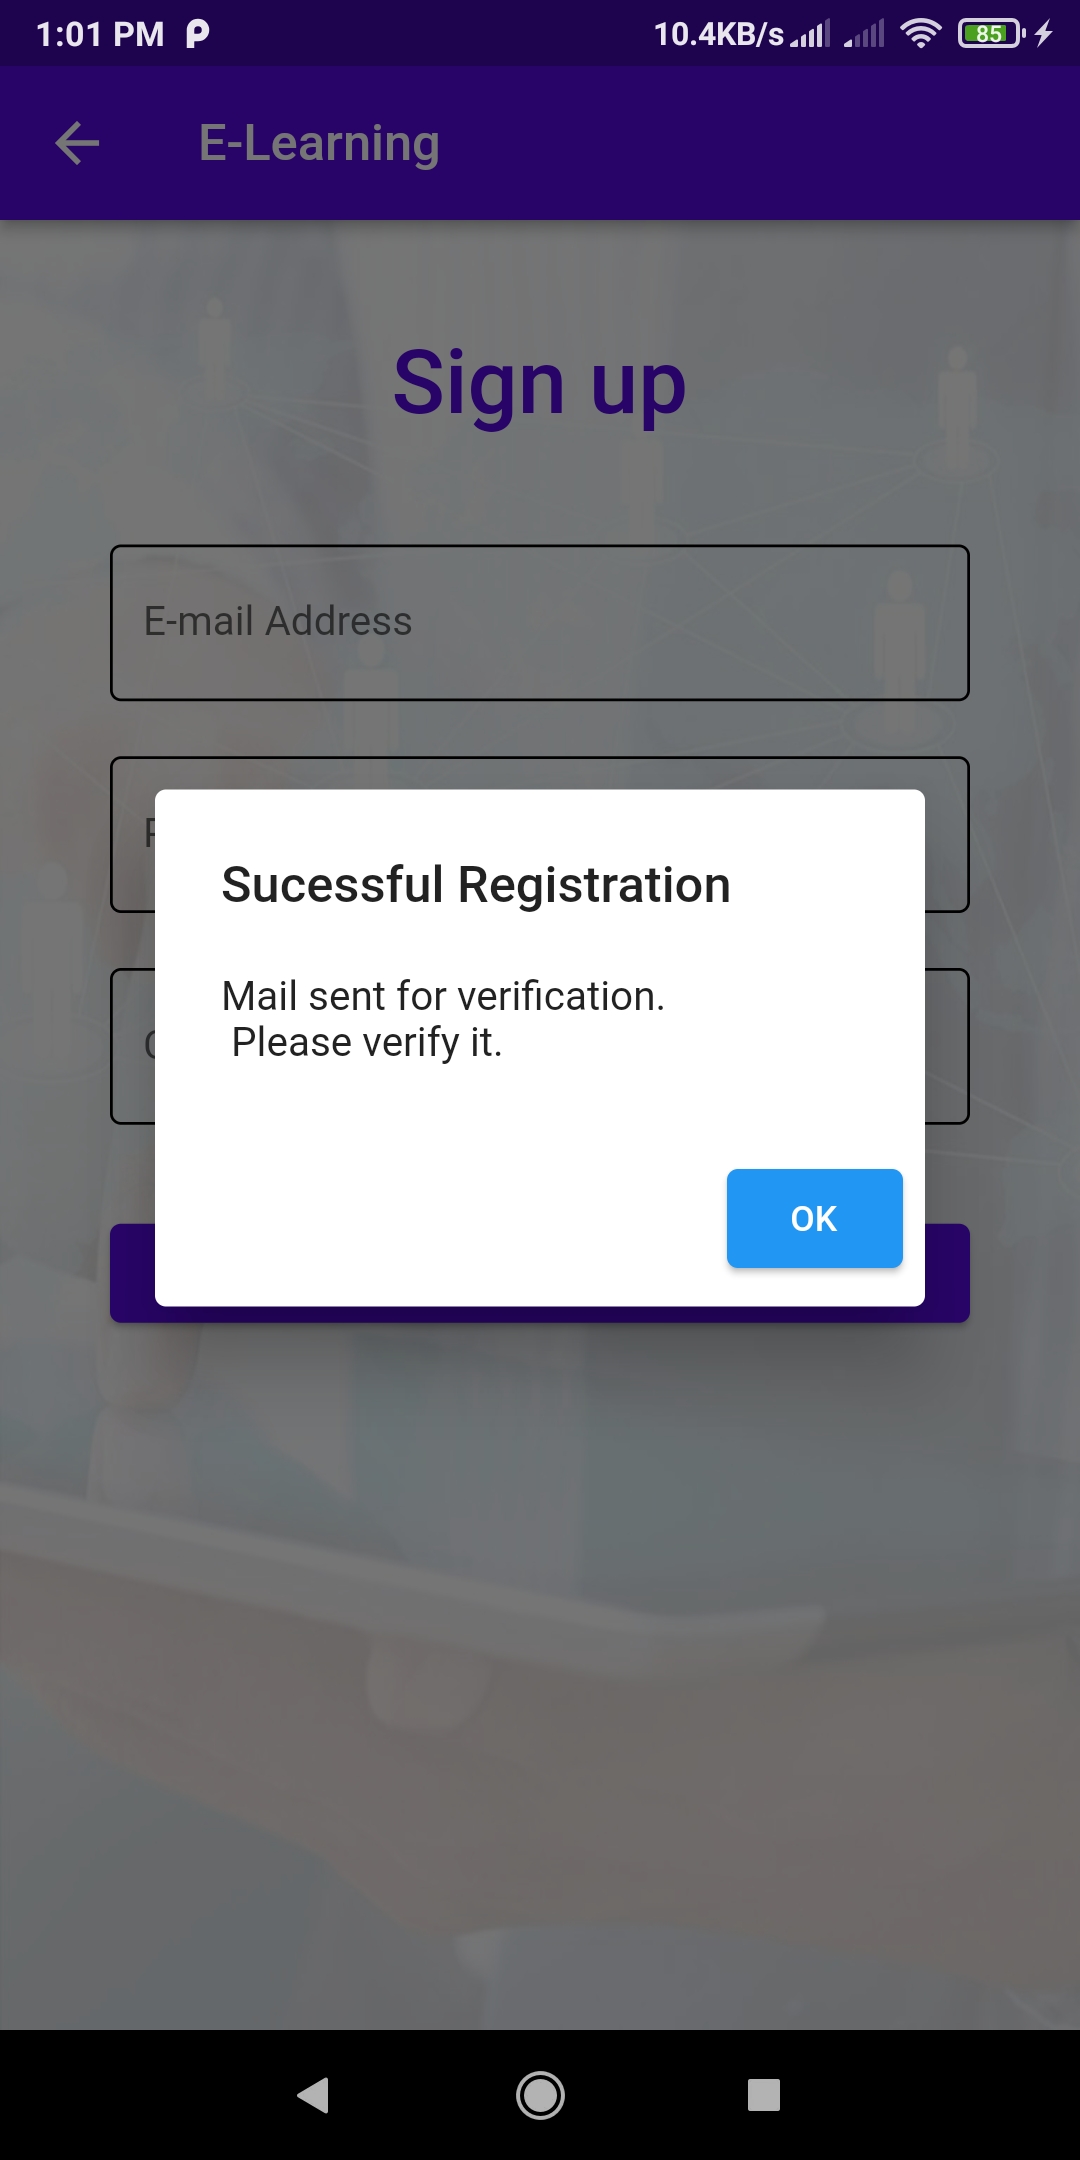 1:01 PM
10.4KB/s
85
E-Learning
Sign up
E-mail Address
Sucessful Registration
Mail sent for verification.
Please verify it.
OK